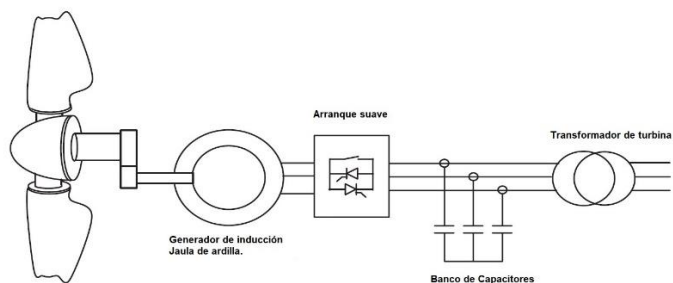 Arranque suave
Transformador de turbina
Generador de inducción
Jaula de ardilla.
Banco de Capacitores